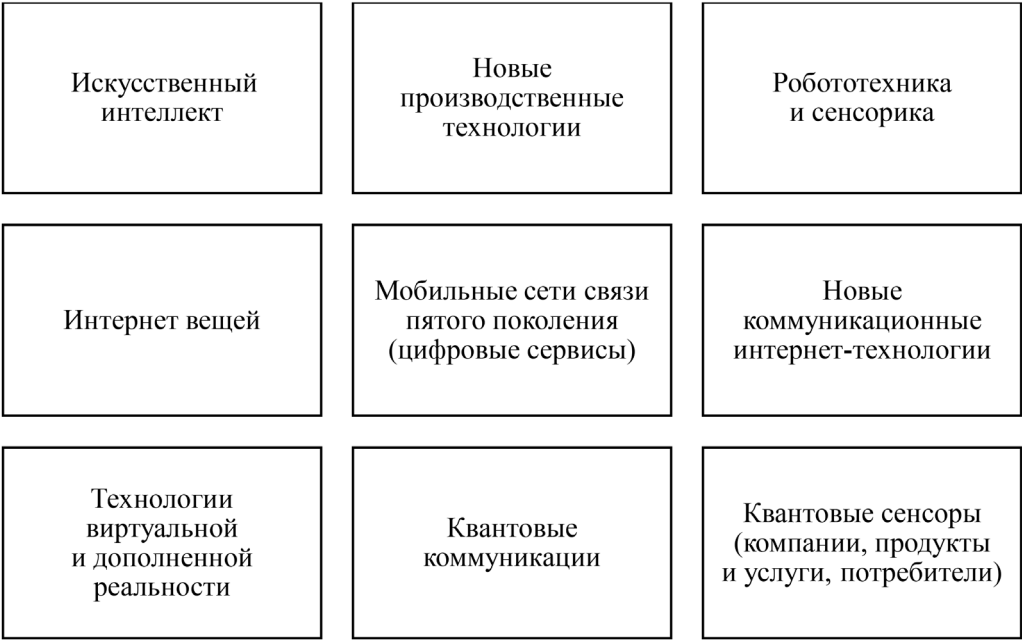 Искусственный
интеллект
Новые
производственные
технологии
Робототехника
и сенсорика
Интернет вещей
Мобильные сети связи
пятого поколения
(цифровые сервисы)
Новые
коммуникационные
интернет-технологии
Технологии
виртуальной
и дополненной
реальности
Квантовые
коммуникации
Квантовые сенсоры
(компании, продукты
и услуги, потребители)